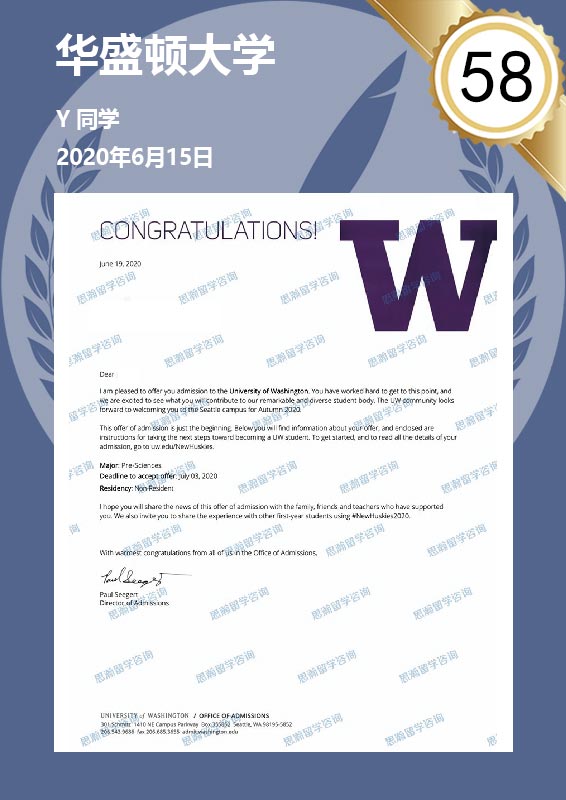 华盛顿大学
58
Y 同学
2020年6月15日
CONGRATULATIONS!
W
June 19, 2020
Dear
I am pleased to offer you admission to the University of Washington. You have worked hard to get to this point, and
we are excited to see what you will contribute to our remarkable and diverse student body. The UW community looks
forward to welcoming you to the Seattle campus for Autumn 2020.
This offer of admission is just the beginning. Below you will find information about your offer, and enclosed are
instructions for taking the next steps toward becoming a UW student. To get started, and to read all the details of your
admission, go to uw.edu/NewHuskies.
Major: Pre-Sciences
Deadline to accept offer: July 03, 2020
Residency: Non-Resident
I hope you will share the news of this offer of admission with the family, friends and teachers who have supported
you. We also invite you to share the experience with other first-year students using #NewHuskies2020.
With warmest congratulations from all of us in the Office of Admissions,
Paul Seegert
Paul Seegert
Director of Admissions
UNIVERSITY of WASHINGTON / OFFICE OF ADMISSIONS
301 Schmitz 1410 NE Campus Parkway Box 355852 Seattle, WA 98195-5852
206.543.9686 fax 206.685.3655 admit.washington.edu
思瀚留学咨询